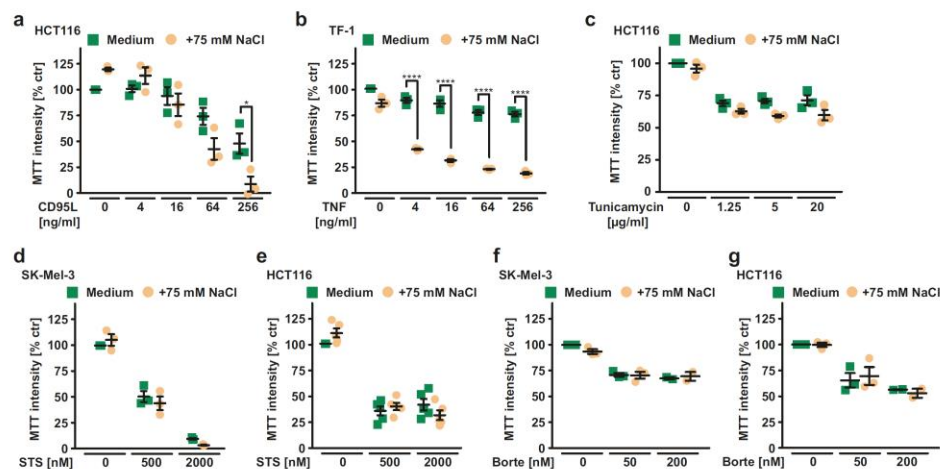 a HCT116
Medium +75 mM NaCl
MTT intensity [% ctr]
125
100
75
50
25
0
*
CD95L
[ng/ml]
0 4 16 64 256
b TF-1
Medium +75 mM NaCl
MTT intensity [% ctr]
125
100
75
50
25
0
**** **** **** ****
TNF
[ng/ml]
0 4 16 64 256
c HCT116
Medium +75 mM NaCl
MTT intensity [% ctr]
125
100
75
50
25
0
Tunicamycin
[µg/ml]
0 1.25 5 20
d
SK-Mel-3
Medium +75 mM NaCl
MTT intensity [% ctr]
125
100
75
50
25
0
STS [nM] 0 500 2000
e HCT116
Medium +75 mM NaCl
MTT intensity [% ctr]
125
100
75
50
25
0
STS [nM] 0 500 2000
f SK-Mel-3
Medium +75 mM NaCl
MTT intensity [% ctr]
125
100
75
50
25
0
Borte [nM] 0 50 200
g HCT116
Medium +75 mM NaCl
MTT intensity [% ctr]
125
100
75
50
25
0
Borte [nM] 0 50 200